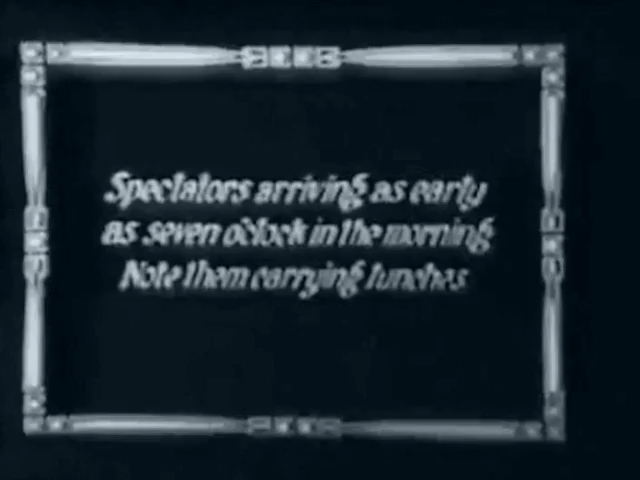 Spectators arriving as early
as seven o'clock in the morning
Note them carrying lunches